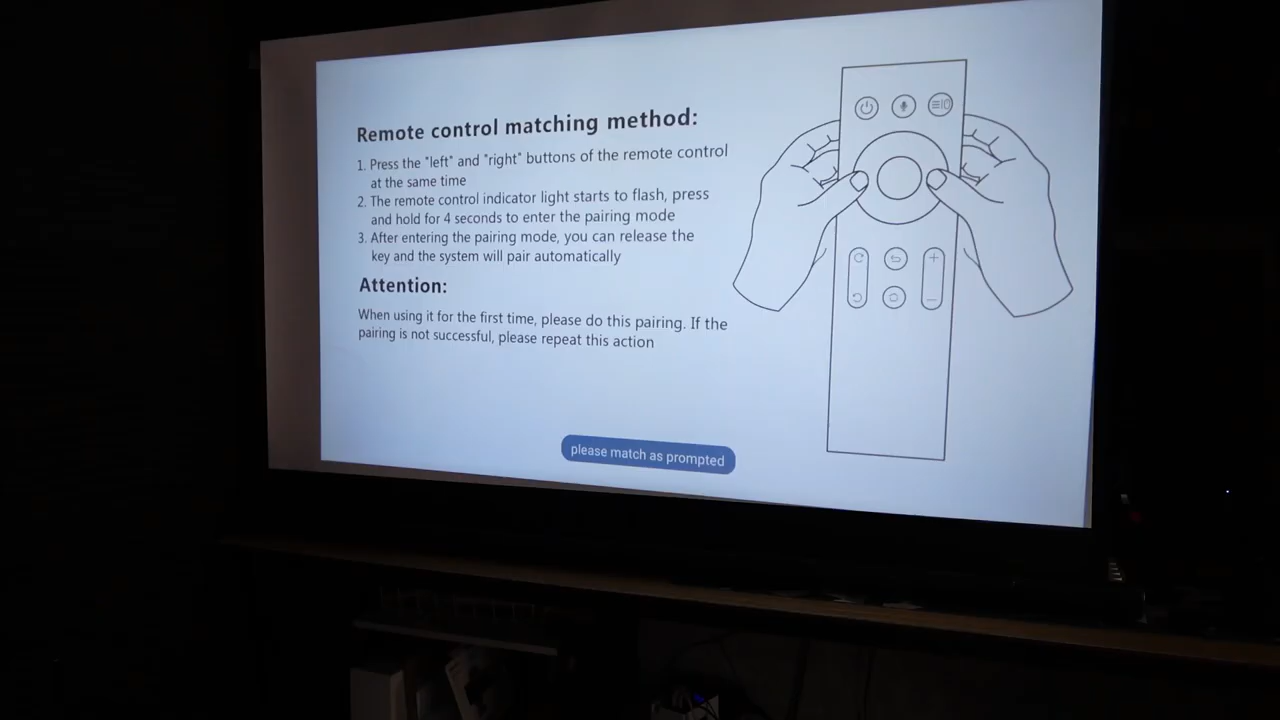 Remote control matching method:
1. Press the "left" and "right" buttons of the remote control
at the same time
2. The remote control indicator light starts to flash, press
and hold for 4 seconds to enter the pairing mode
3. After entering the pairing mode, you can release the
key and the system will pair automatically
Attention:
When using it for the first time, please do this pairing. If the
pairing is not successful, please repeat this action
please match as prompted